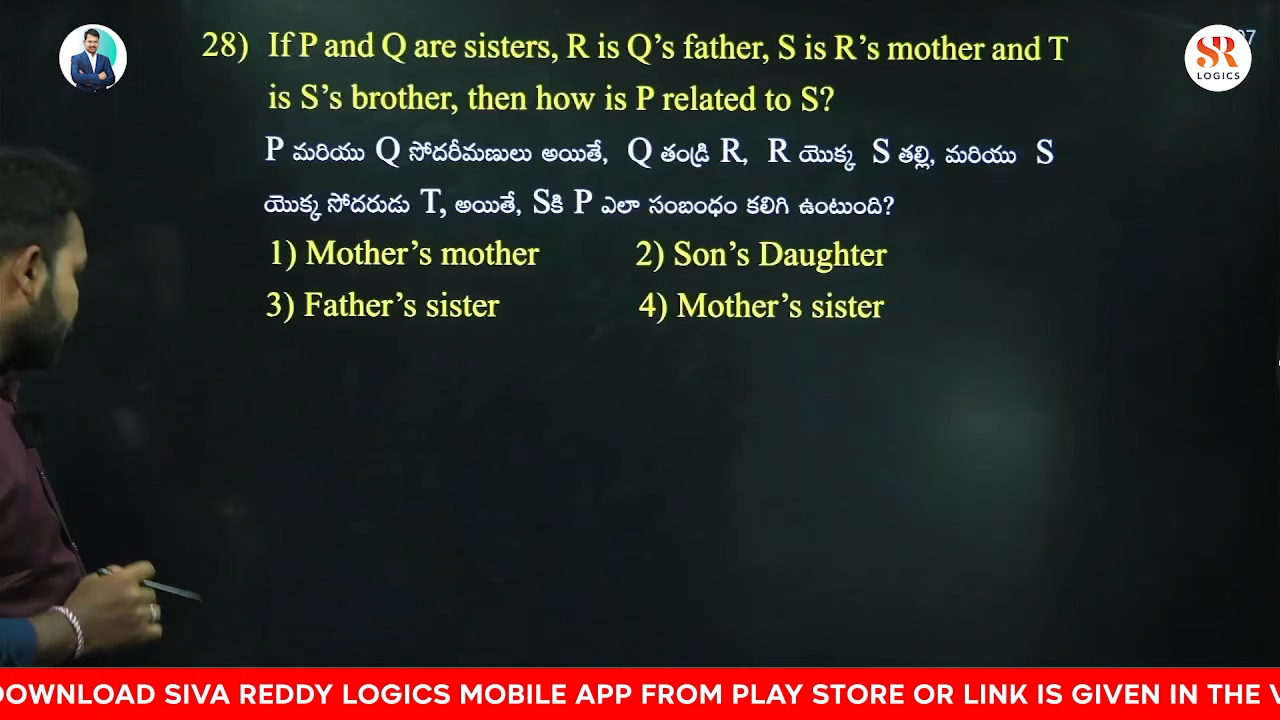 28) If P and Q are sisters, R is Q's father, S is R's mother and T
is S's brother, then how is P related to S?
P మరియు Q సోదరీమణులు అయితే, Q తండ్రి R, R యొక్క S తల్లి, మరియు S
యొక్క సోదరుడు T, అయితే, Sకి P ఎలా సంబంధం కలిగి ఉంటుంది?
1) Mother's mother 2) Son's Daughter
3) Father's sister 4) Mother's sister
SR
LOGICS
DOWNLOAD SIVA REDDY LOGICS MOBILE APP FROM PLAY STORE OR LINK IS GIVEN IN THE